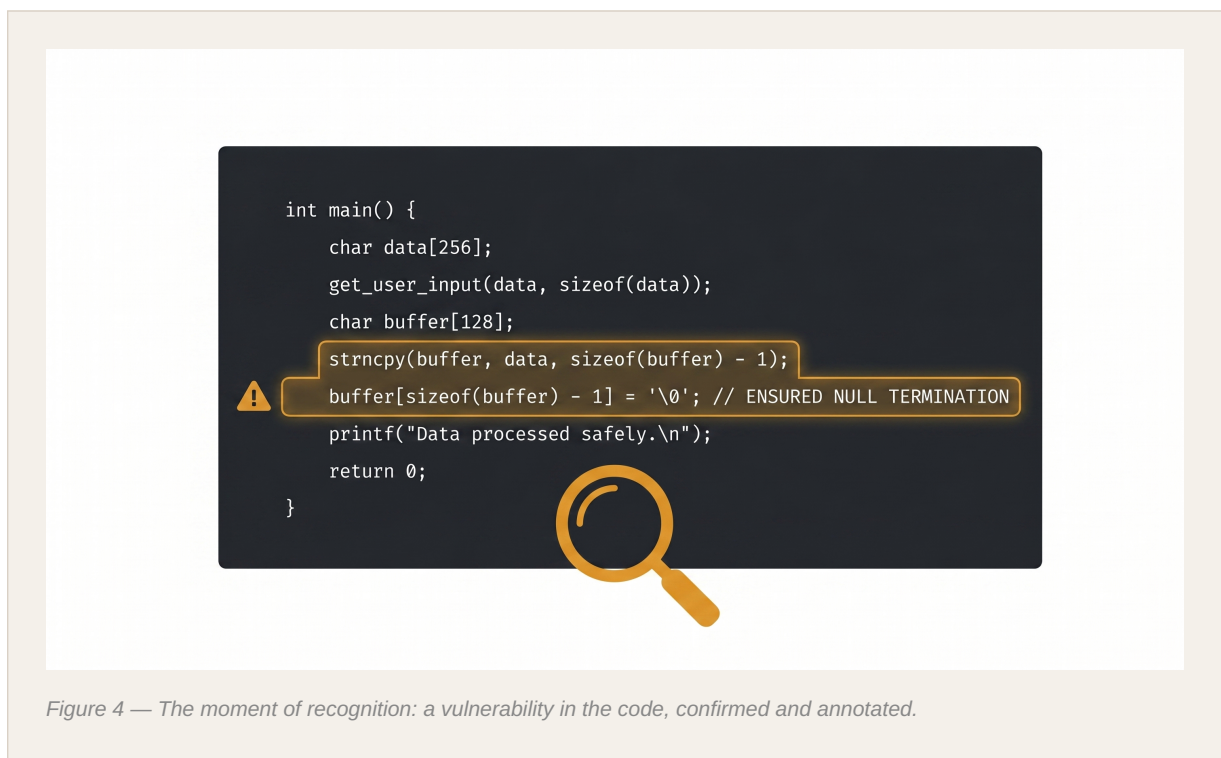 int main() {
char data[256];
get_user_input(data, sizeof(data));
char buffer[128];
strncpy(buffer, data, sizeof(buffer) - 1);
buffer[sizeof(buffer) - 1] = '\0'; // ENSURED NULL TERMINATION
printf("Data processed safely.\n");
return 0;
}
Figure 4 — The moment of recognition: a vulnerability in the code, confirmed and annotated.